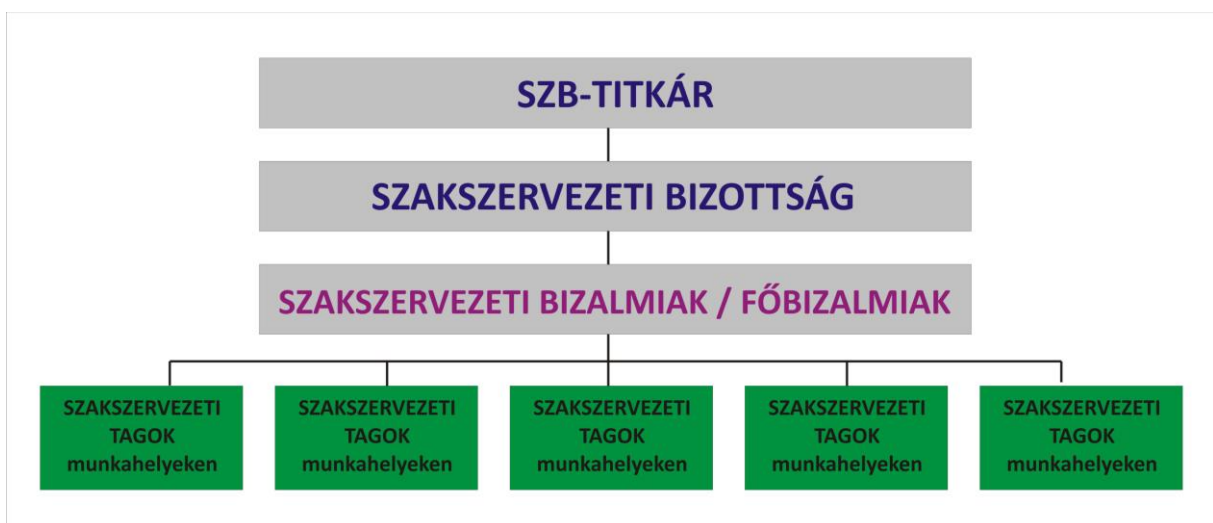 SZB-TITKÁR
SZAKSZERVEZETI BIZOTTSÁG
SZAKSZERVEZETI BIZALMIAK / FŐBIZALMIAK
SZAKSZERVEZETI
TAGOK
munkahelyeken
SZAKSZERVEZETI
TAGOK
munkahelyeken
SZAKSZERVEZETI
TAGOK
munkahelyeken
SZAKSZERVEZETI
TAGOK
munkahelyeken
SZAKSZERVEZETI
TAGOK
munkahelyeken